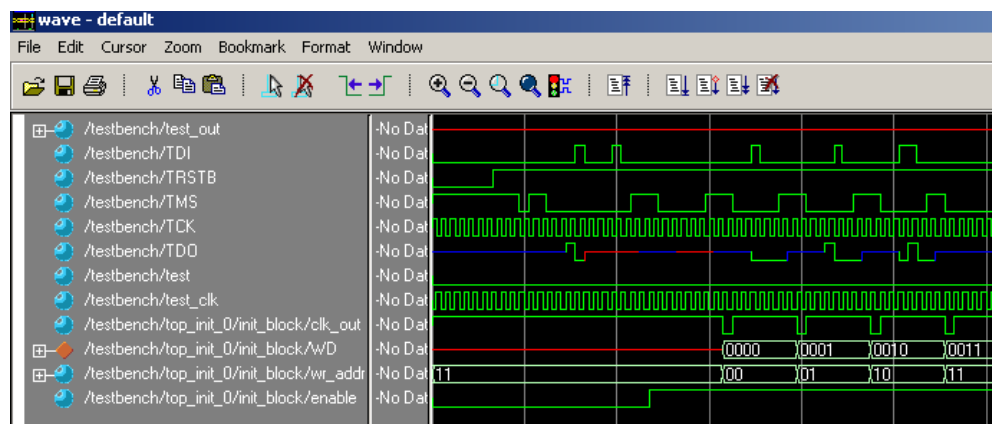 wave - default
File Edit Cursor Zoom Bookmark Format Window
/testbench/test_out -No Dat
/testbench/TDI -No Dat
/testbench/TRSTB -No Dat
/testbench/TMS -No Dat
/testbench/TCK -No Dat
/testbench/TDO -No Dat
/testbench/test -No Dat
/testbench/test_clk -No Dat
/testbench/top_init_0/init_block/clk_out -No Dat
/testbench/top_init_0/init_block/WD -No Dat 0000 0001 0010 0011
/testbench/top_init_0/init_block/wr_addr -No Dat 11 00 01 10 11
/testbench/top_init_0/init_block/enable -No Dat